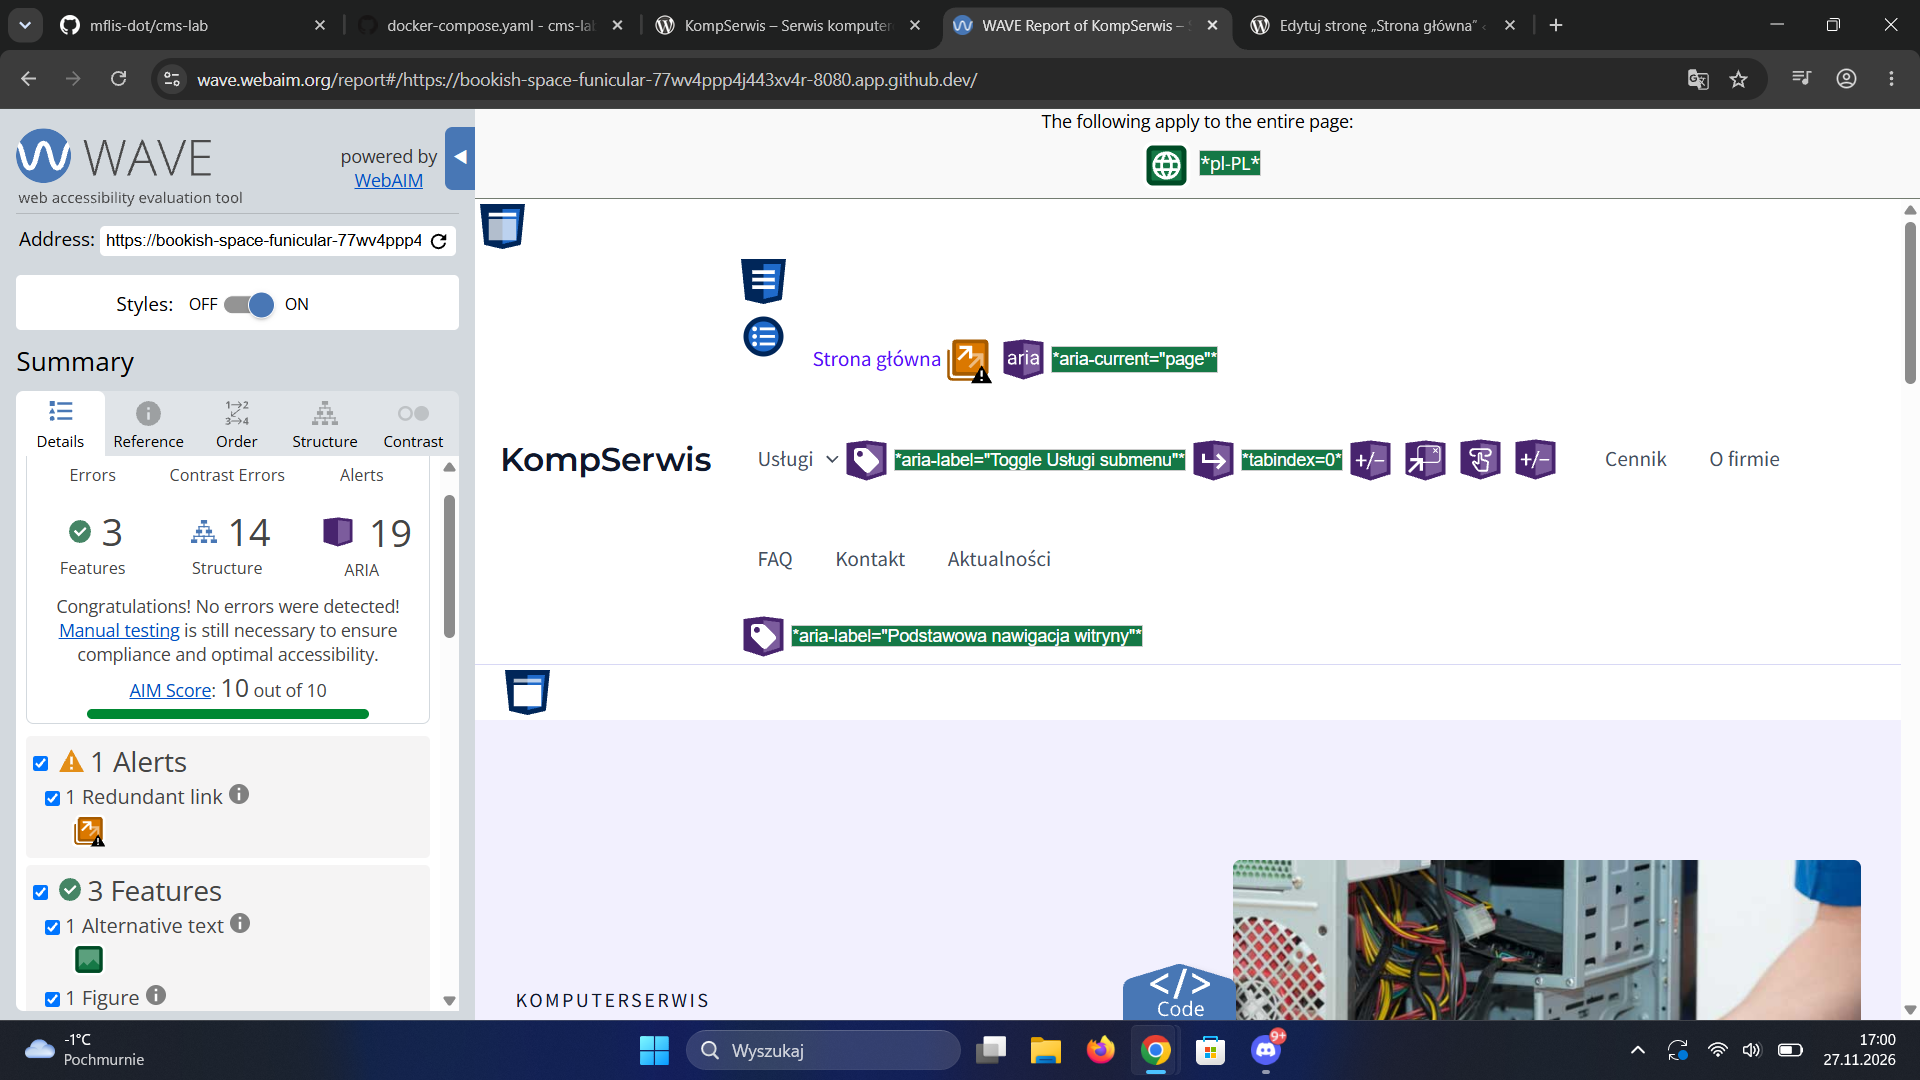 mflis-dot/cms-lab
docker-compose.yaml - cms-la
KompSerwis – Serwis komputer
WAVE Report of KompSerwis –
Edytuj stronę „Strona główna”
wave.webaim.org/report#/https://bookish-space-funicular-77wv4ppp4j443xv4r-8080.app.github.dev/
WAVE
powered by
WebAIM
web accessibility evaluation tool
Address: https://bookish-space-funicular-77wv4ppp4
Styles: OFF ON
Summary
Details
Reference
Order
Structure
Contrast
Errors
Contrast Errors
Alerts
3
Features
14
Structure
19
ARIA
Congratulations! No errors were detected!
Manual testing is still necessary to ensure
compliance and optimal accessibility.
AIM Score: 10 out of 10
1 Alerts
1 Redundant link
3 Features
1 Alternative text
1 Figure
The following apply to the entire page:
*pl-PL*
Strona główna
aria
*aria-current="page"*
KompSerwis
Usługi
*aria-label="Toggle Usługi submenu"*
*tabindex=0*
+/−
+/−
Cennik
O firmie
FAQ
Kontakt
Aktualności
*aria-label="Podstawowa nawigacja witryny"*
KOMPUTERSERWIS
</>
Code
-1°C
Pochmurnie
Wyszukaj
9+
17:00
27.11.2026